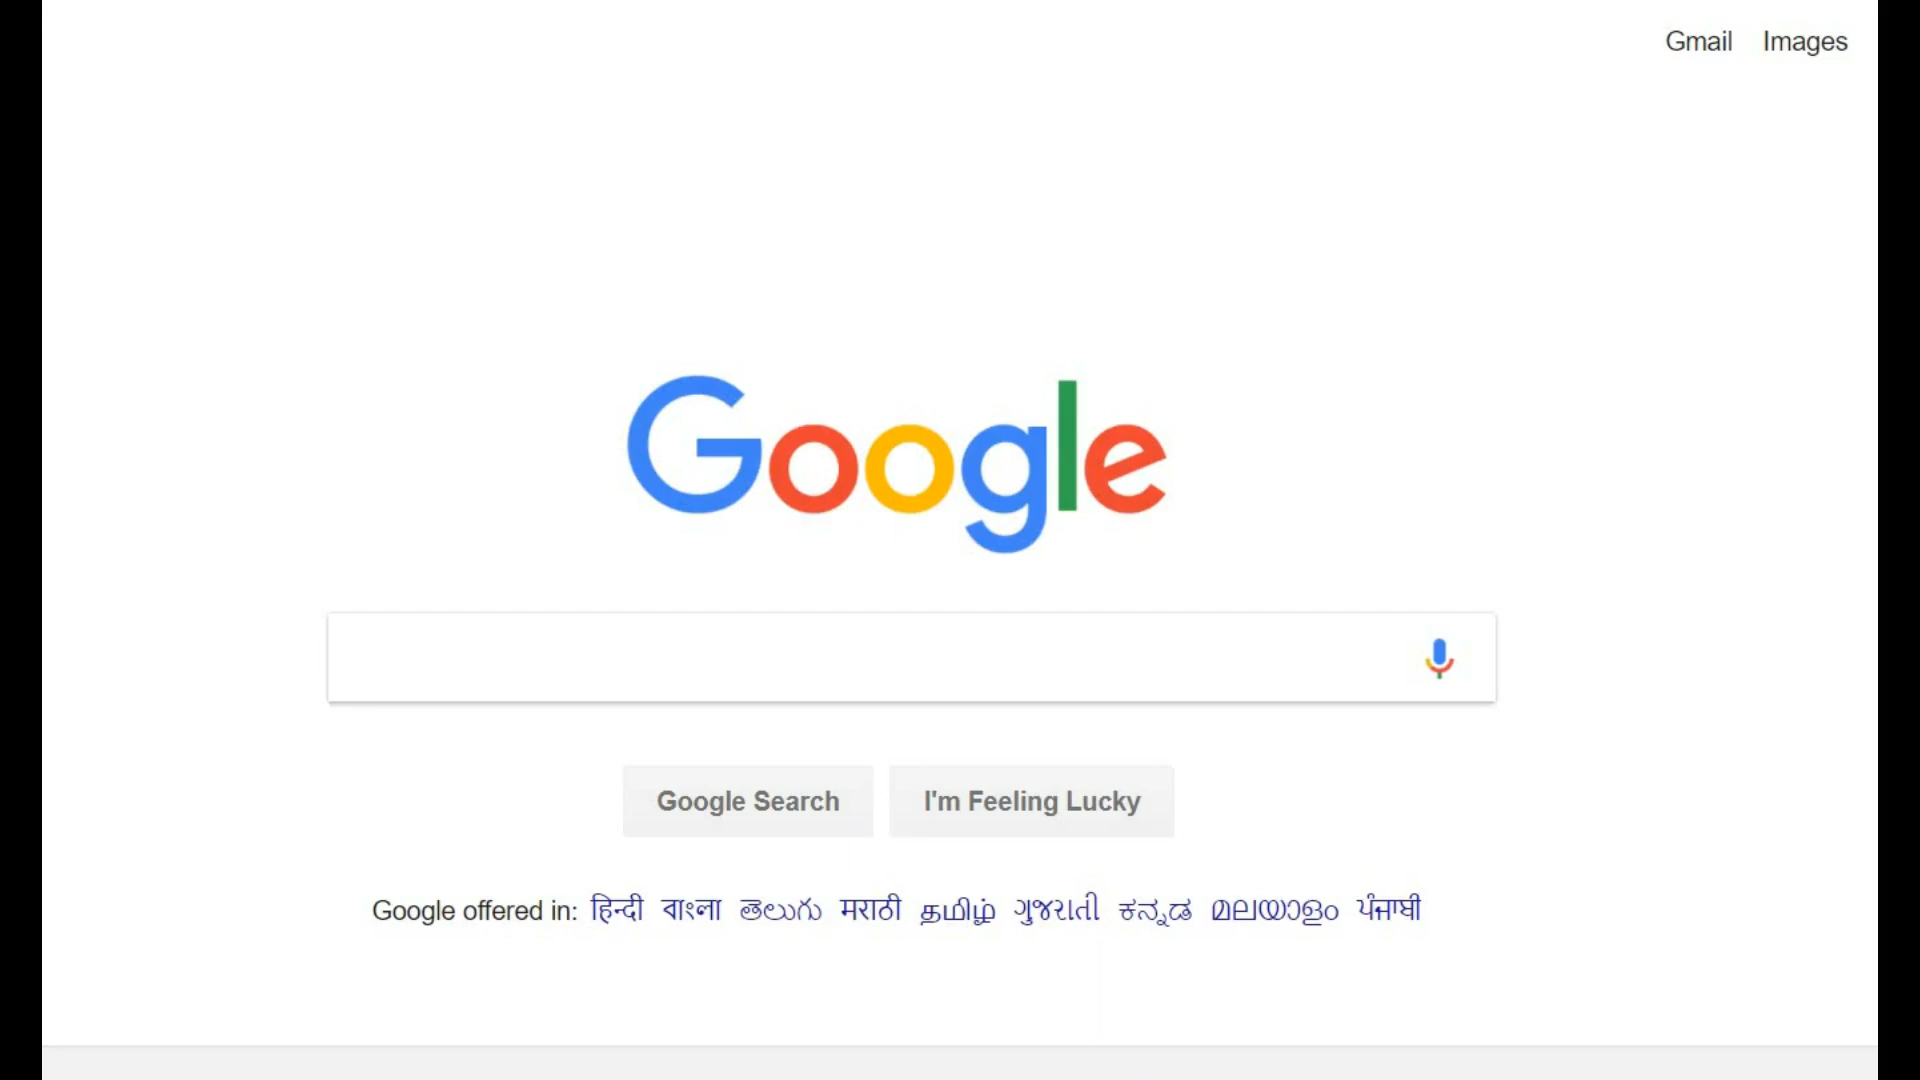 Gmail Images
Google
Google Search I'm Feeling Lucky
Google offered in: हिन्दी বাংলা తెలుగు मराठी தமிழ் ગુજરાતી ಕನ್ನಡ മലയാളം ਪੰਜਾਬੀ